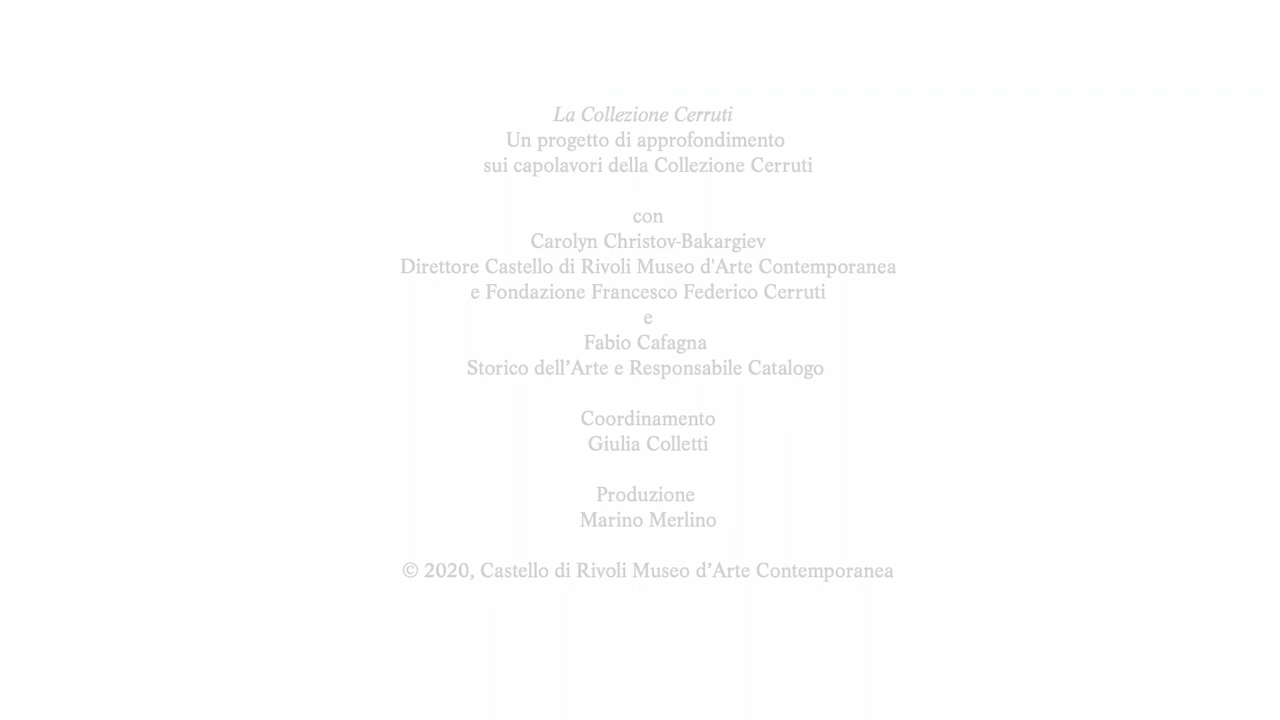 La Collezione Cerruti
Un progetto di approfondimento
sui capolavori della Collezione Cerruti
con
Carolyn Christov-Bakargiev
Direttore Castello di Rivoli Museo d'Arte Contemporanea
e Fondazione Francesco Federico Cerruti
e
Fabio Cafagna
Storico dell’Arte e Responsabile Catalogo
Coordinamento
Giulia Colletti
Produzione
Marino Merlino
© 2020, Castello di Rivoli Museo d’Arte Contemporanea